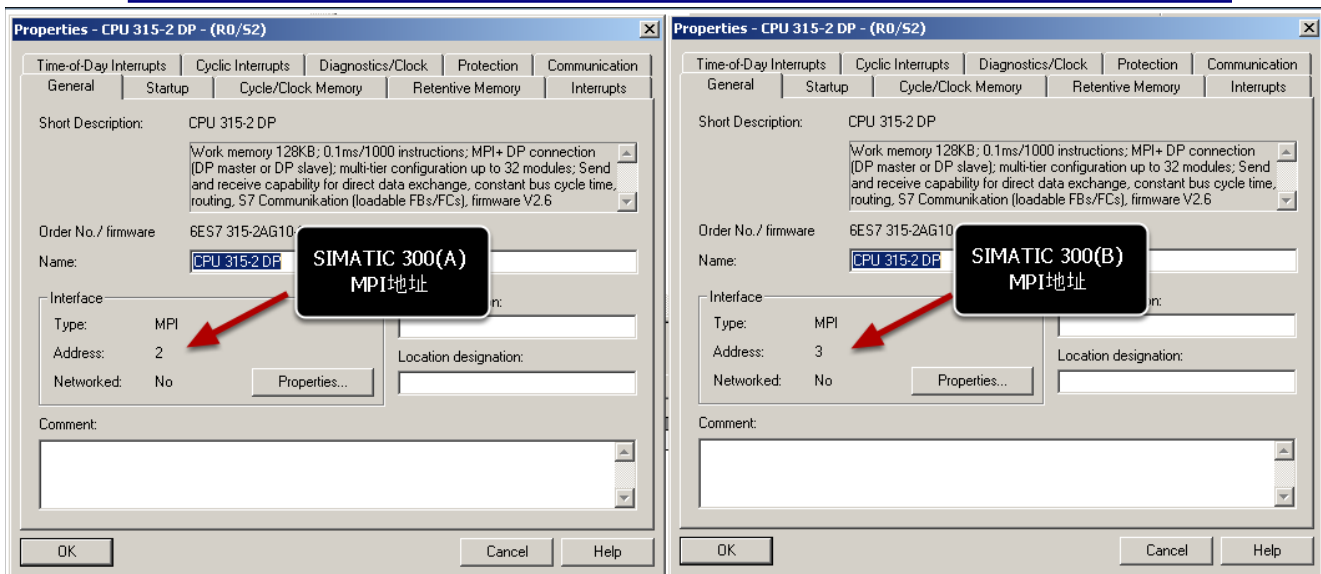 Properties - CPU 315-2 DP - (R0/S2)
Time-of-Day Interrupts
Cyclic Interrupts
Diagnostics/Clock
Protection
Communication
General
Startup
Cycle/Clock Memory
Retentive Memory
Interrupts
Short Description: CPU 315-2 DP
Work memory 128KB; 0.1ms/1000 instructions; MPI+ DP connection
(DP master or DP slave); multi-tier configuration up to 32 modules; Send
and receive capability for direct data exchange, constant bus cycle time,
routing, S7 Communikation (loadable FBs/FCs), firmware V2.6
Order No./ firmware 6ES7 315-2AG10-
Name: CPU 315-2 DP
SIMATIC 300(A)
MPI地址
Interface
Type: MPI
Address: 2
Networked: No
Properties...
n:
Location designation:
Comment:
OK
Cancel
Help
Properties - CPU 315-2 DP - (R0/S2)
Time-of-Day Interrupts
Cyclic Interrupts
Diagnostics/Clock
Protection
Communication
General
Startup
Cycle/Clock Memory
Retentive Memory
Interrupts
Short Description: CPU 315-2 DP
Work memory 128KB; 0.1ms/1000 instructions; MPI+ DP connection
(DP master or DP slave); multi-tier configuration up to 32 modules; Send
and receive capability for direct data exchange, constant bus cycle time,
routing, S7 Communikation (loadable FBs/FCs), firmware V2.6
Order No./ firmware 6ES7 315-2AG10
Name: CPU 315-2 DP
SIMATIC 300(B)
MPI地址
Interface
Type: MPI
Address: 3
Networked: No
Properties...
on:
Location designation:
Comment:
OK
Cancel
Help